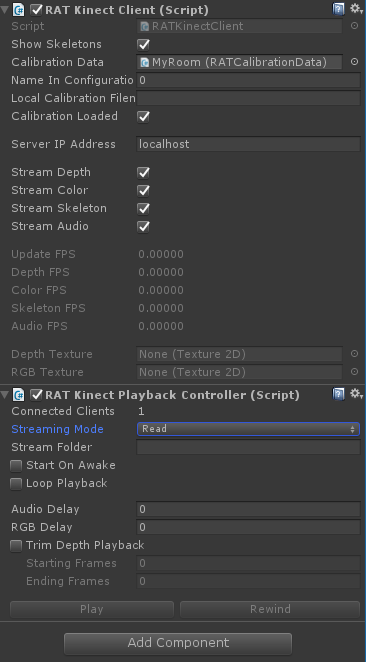 RAT Kinect Client (Script)
Script RATKinectClient
Show Skeletons
Calibration Data MyRoom (RATCalibrationData)
Name In Configuratio 0
Local Calibration Filen
Calibration Loaded
Server IP Address localhost
Stream Depth
Stream Color
Stream Skeleton
Stream Audio
Update FPS 0.00000
Depth FPS 0.00000
Color FPS 0.00000
Skeleton FPS 0.00000
Audio FPS 0.00000
Depth Texture None (Texture 2D)
RGB Texture None (Texture 2D)
RAT Kinect Playback Controller (Script)
Connected Clients 1
Streaming Mode Read
Stream Folder
Start On Awake
Loop Playback
Audio Delay 0
RGB Delay 0
Trim Depth Playback
Starting Frames 0
Ending Frames 0
Play Rewind
Add Component